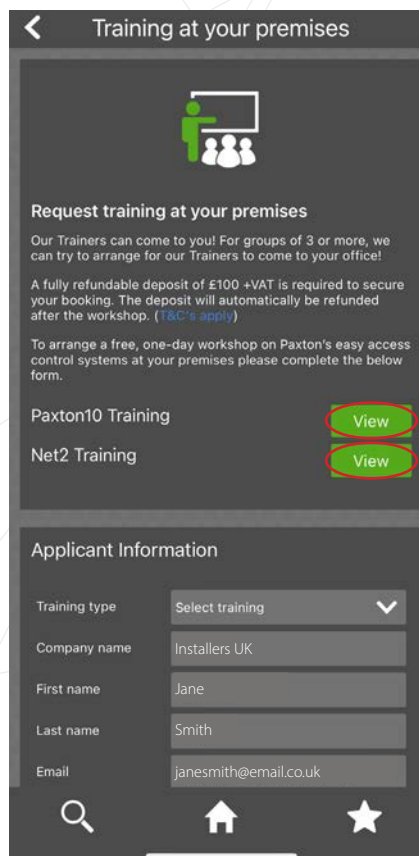 Training at your premises
Request training at your premises
Our Trainers can come to you! For groups of 3 or more, we
can try to arrange for our Trainers to come to your office!
A fully refundable deposit of £100 +VAT is required to secure
your booking. The deposit will automatically be refunded
after the workshop. (T&C's apply)
To arrange a free, one-day workshop on Paxton's easy access
control systems at your premises please complete the below
form.
Paxton10 Training View
Net2 Training View
Applicant Information
Training type Select training
Company name Installers UK
First name Jane
Last name Smith
Email janesmith@email.co.uk